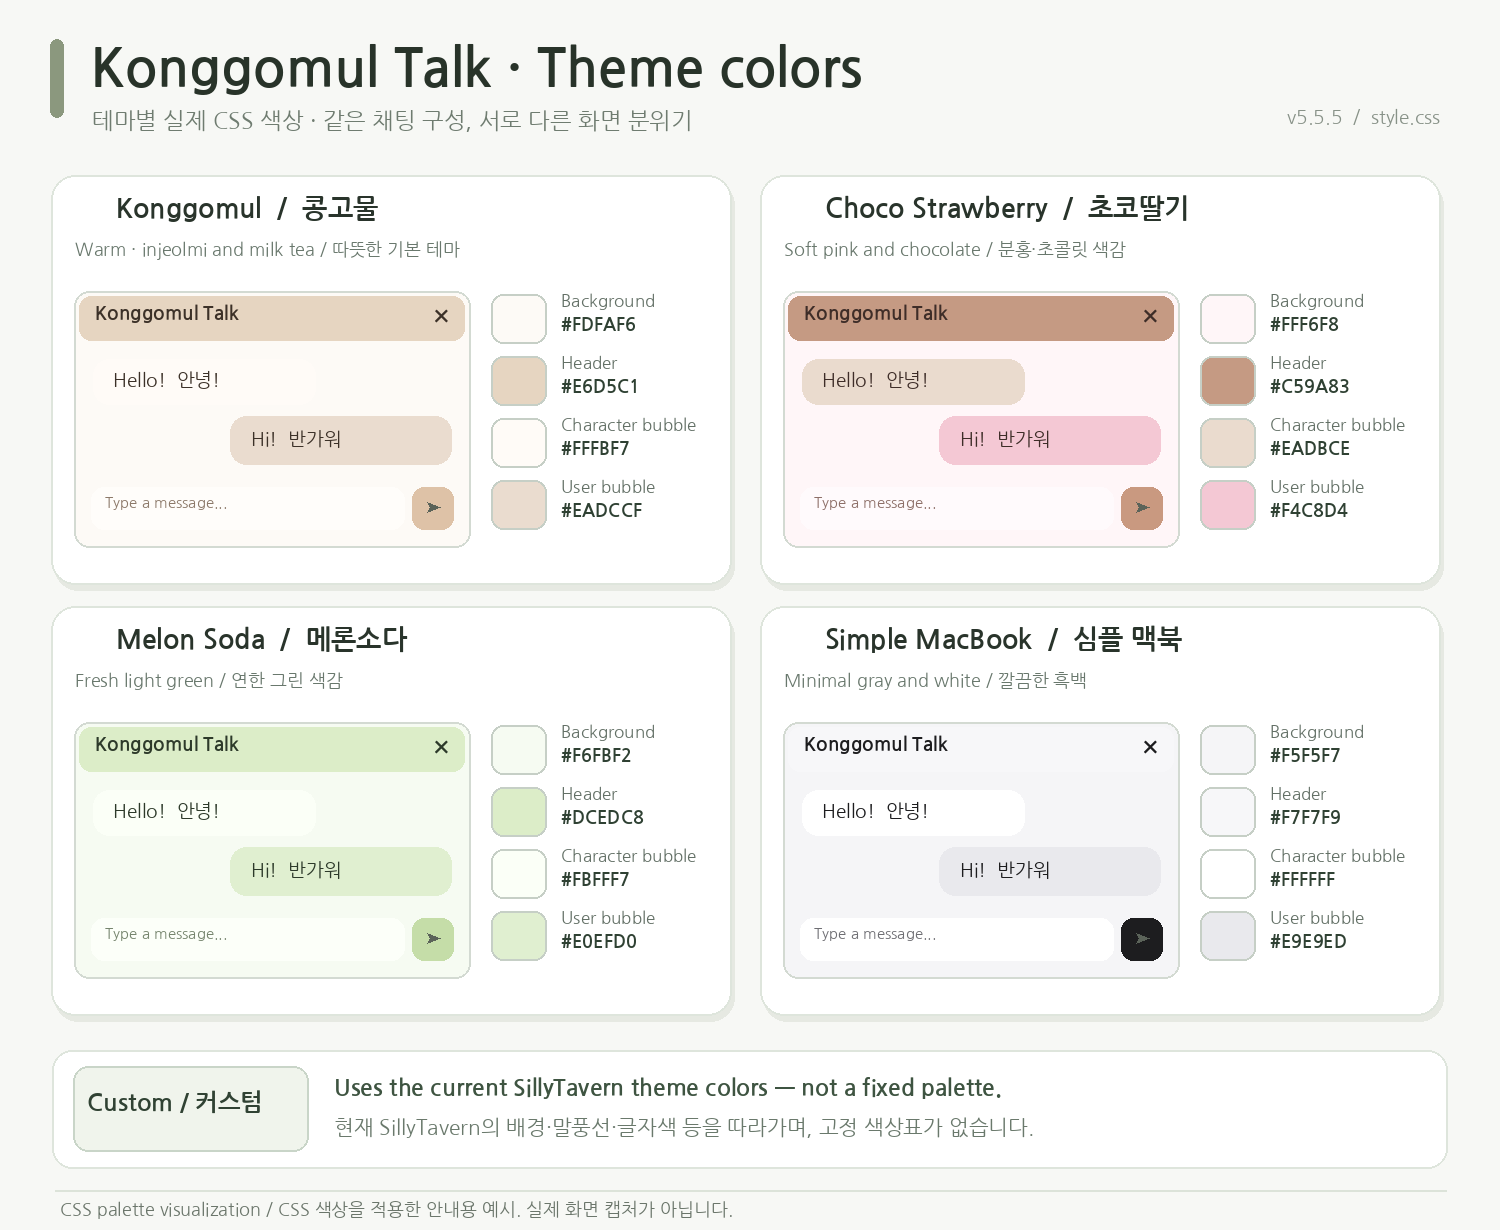 Konggomul Talk · Theme colors
테마별 실제 CSS 색상 · 같은 채팅 구성, 서로 다른 화면 분위기
v5.5.5 / style.css
Konggomul / 콩고물
Warm · injeolmi and milk tea / 따뜻한 기본 테마
Konggomul Talk ×
Hello! 안녕!
Hi! 반가워
Type a message...
➤
Background
#FDFAF6
Header
#E6D5C1
Character bubble
#FFFBF7
User bubble
#EADCCF
Choco Strawberry / 초코딸기
Soft pink and chocolate / 분홍·초콜릿 색감
Konggomul Talk ×
Hello! 안녕!
Hi! 반가워
Type a message...
➤
Background
#FFF6F8
Header
#C59A83
Character bubble
#EADBCE
User bubble
#F4C8D4
Melon Soda / 메론소다
Fresh light green / 연한 그린 색감
Konggomul Talk ×
Hello! 안녕!
Hi! 반가워
Type a message...
➤
Background
#F6FBF2
Header
#DCEDC8
Character bubble
#FBFFF7
User bubble
#E0EFD0
Simple MacBook / 심플 맥북
Minimal gray and white / 깔끔한 흑백
Konggomul Talk ×
Hello! 안녕!
Hi! 반가워
Type a message...
➤
Background
#F5F5F7
Header
#F7F7F9
Character bubble
#FFFFFF
User bubble
#E9E9ED
Custom / 커스텀
Uses the current SillyTavern theme colors — not a fixed palette.
현재 SillyTavern의 배경·말풍선·글자색 등을 따라가며, 고정 색상표가 없습니다.
CSS palette visualization / CSS 색상을 적용한 안내용 예시. 실제 화면 캡처가 아닙니다.